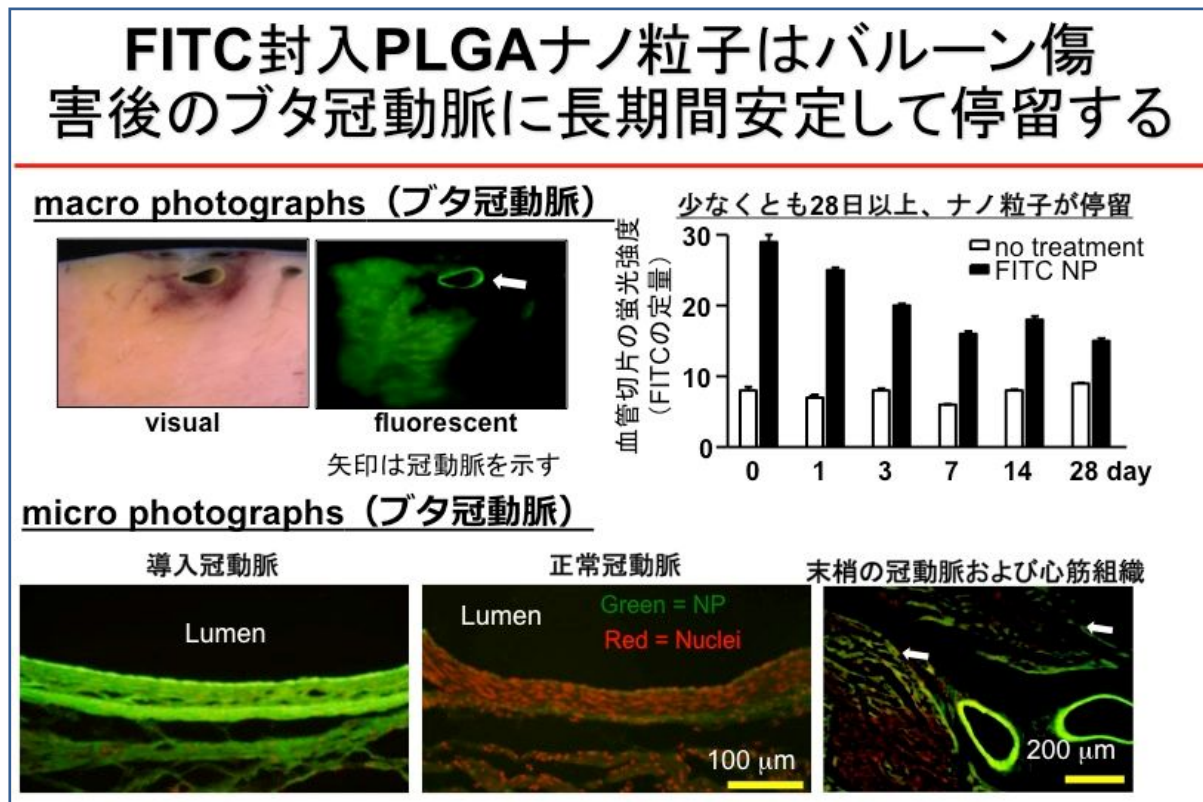 FITC封入PLGAナノ粒子はバルーン傷
害後のブタ冠動脈に長期間安定して停留する
macro photographs（ブタ冠動脈）
visual
fluorescent
矢印は冠動脈を示す
少なくとも28日以上、ナノ粒子が停留
血管切片の蛍光強度
（FITCの定量）
30
20
10
0
no treatment
FITC NP
0 1 3 7 14 28 day
micro photographs（ブタ冠動脈）
導入冠動脈
Lumen
正常冠動脈
Lumen
Green = NP
Red = Nuclei
100 μm
末梢の冠動脈および心筋組織
200 μm